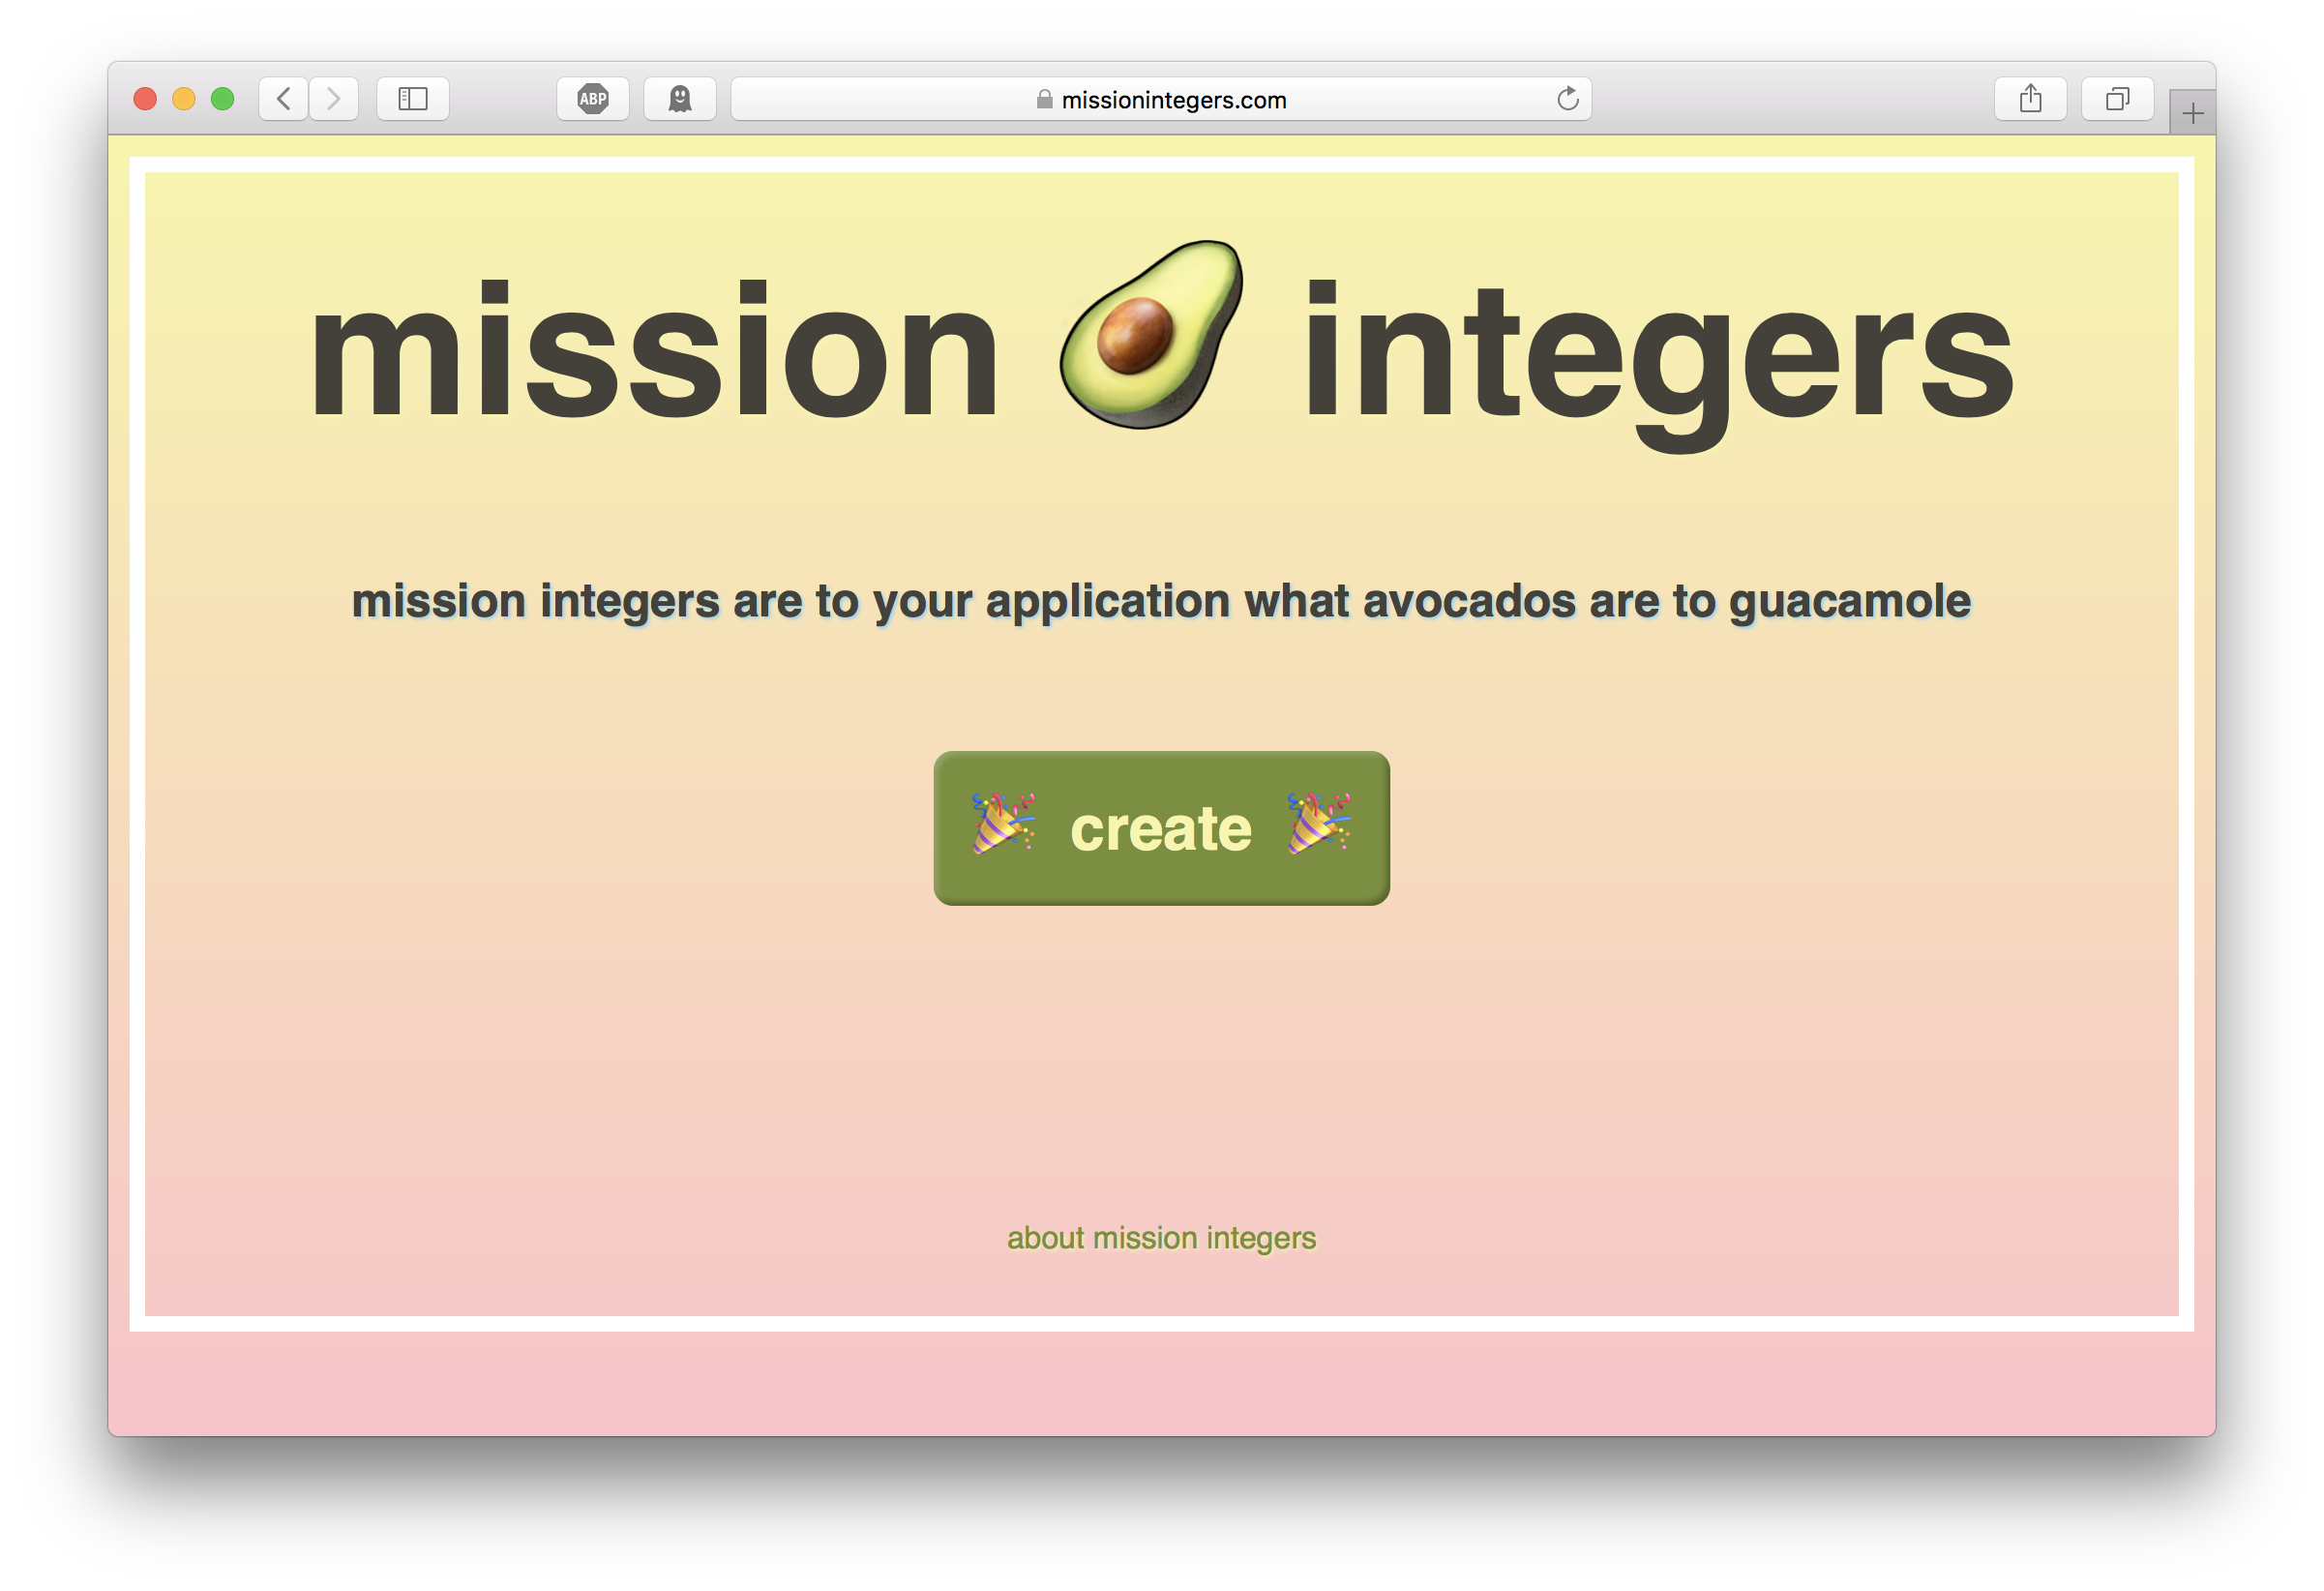 ABP
missionintegers.com
mission 🥑 integers
mission integers are to your application what avocados are to guacamole
🎉 create 🎉
about mission integers